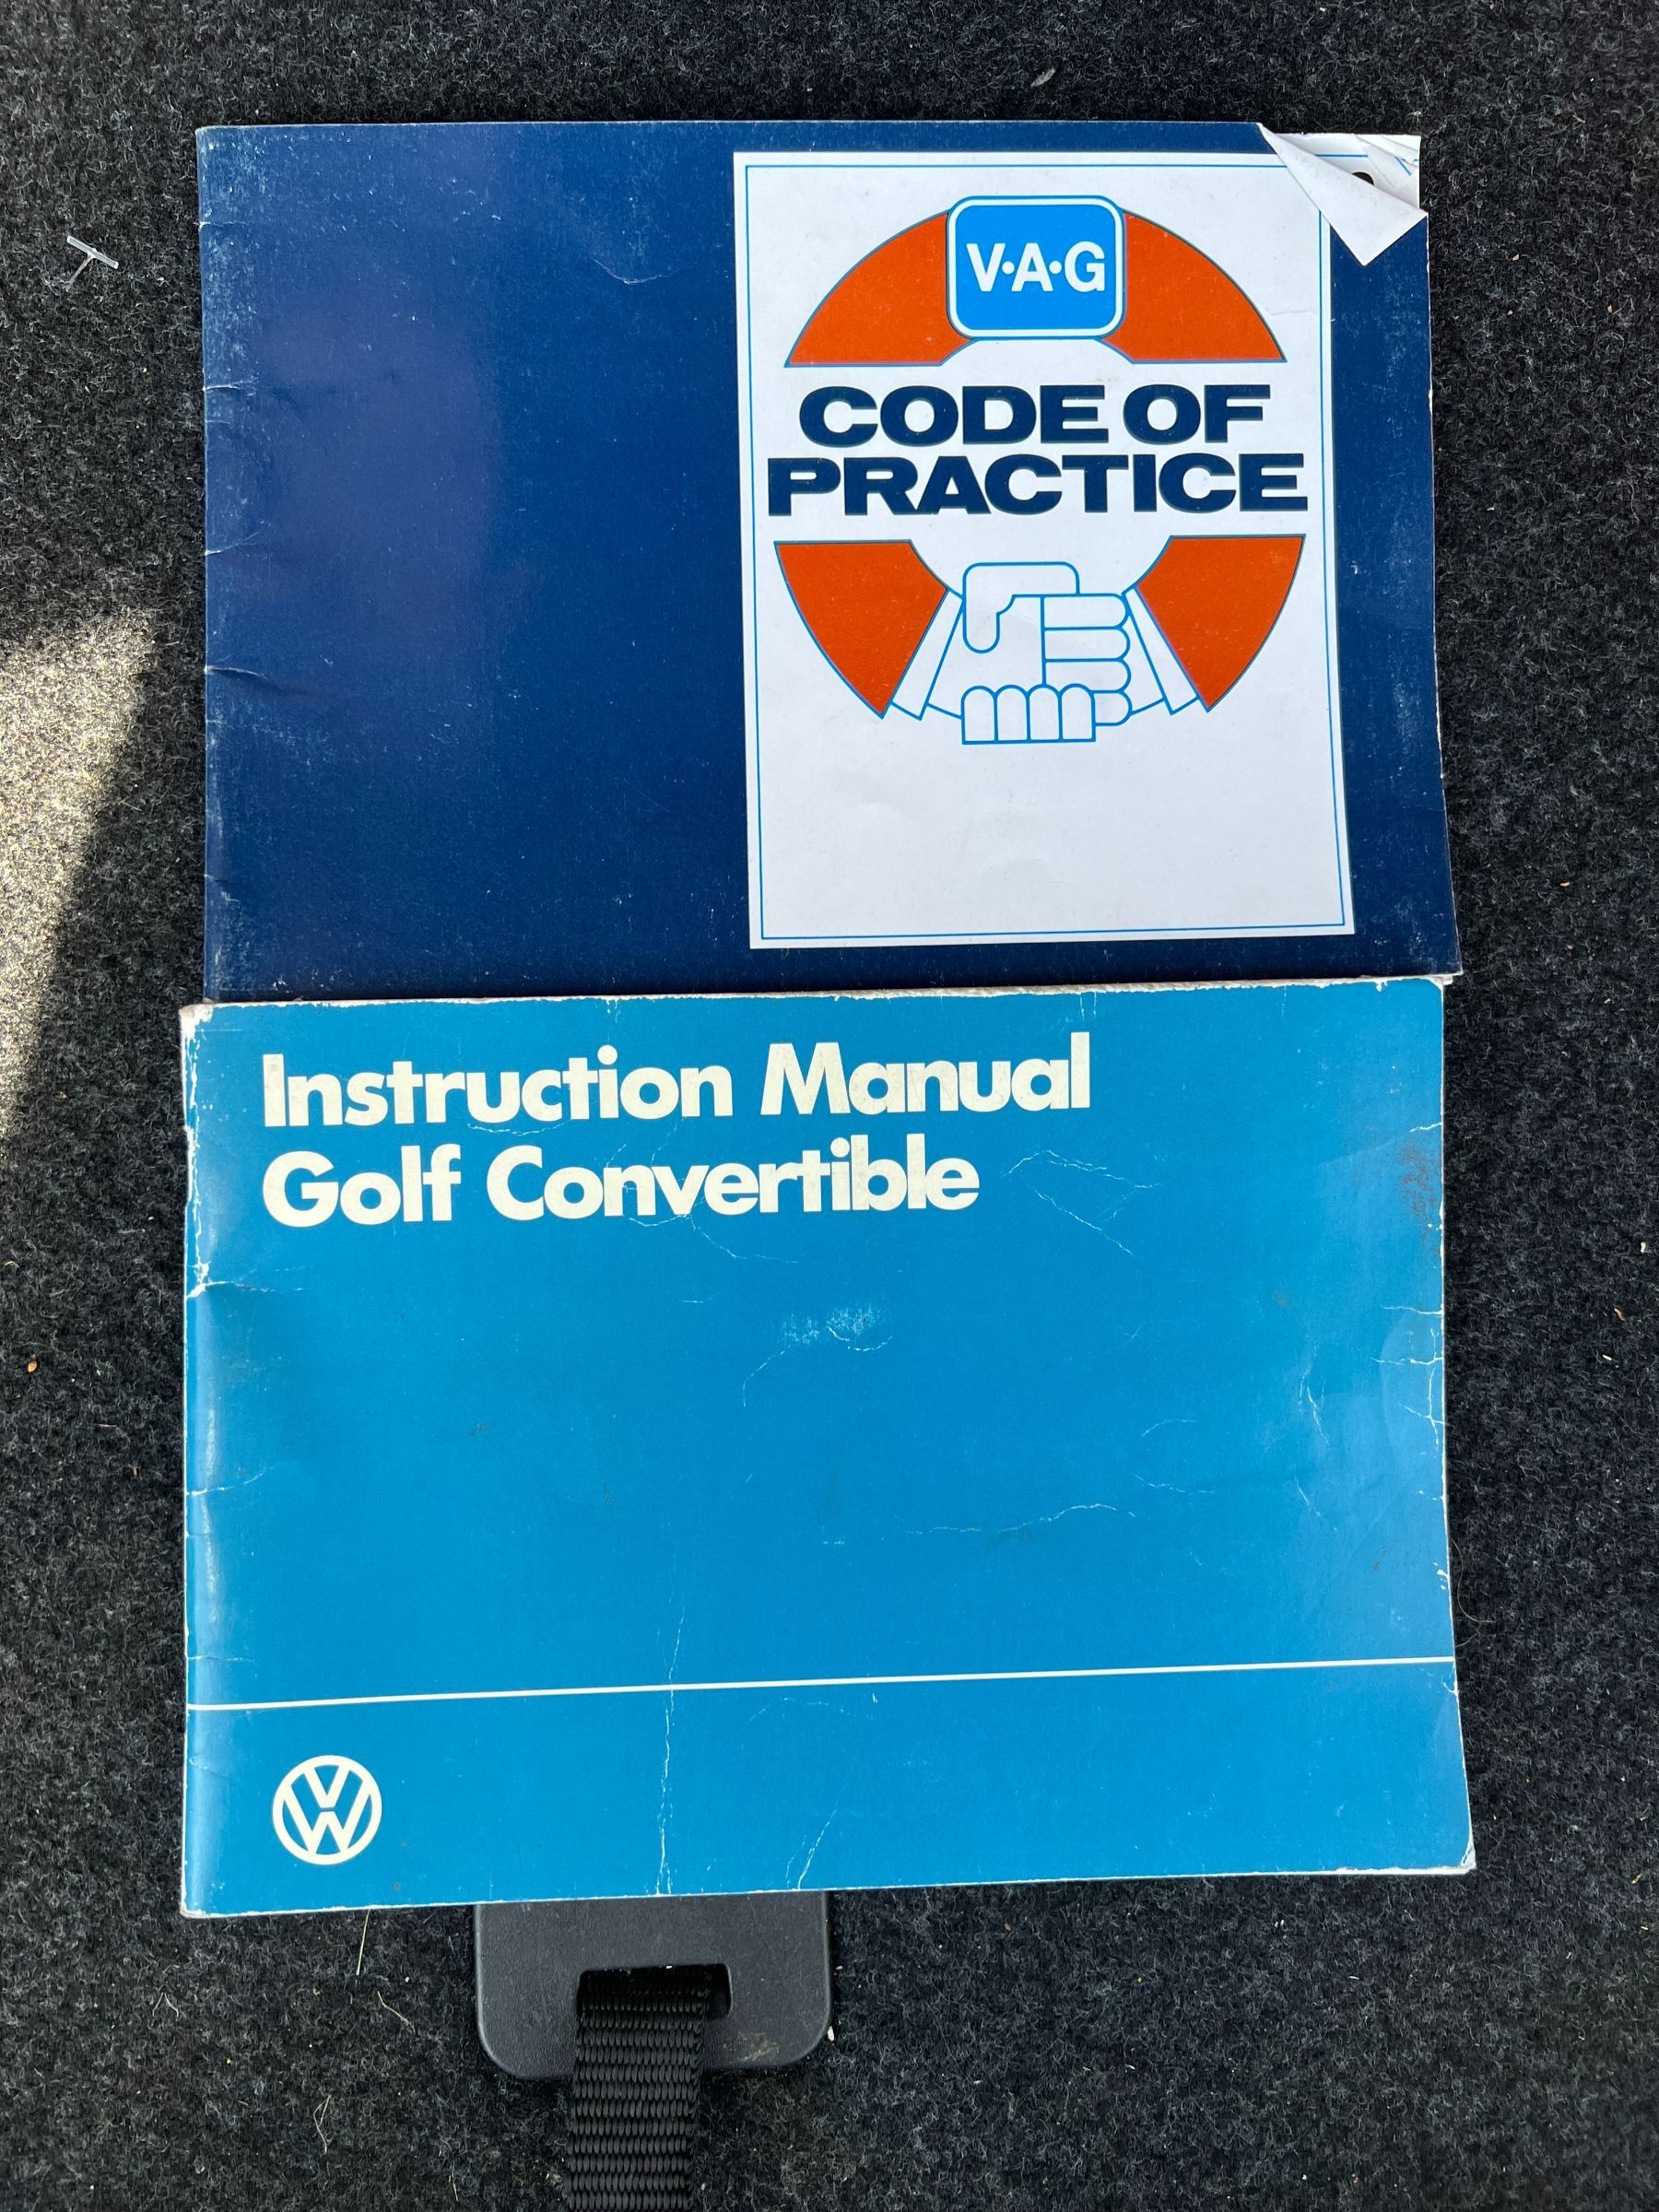 V·A·G
CODE OF
PRACTICE
Instruction Manual
Golf Convertible